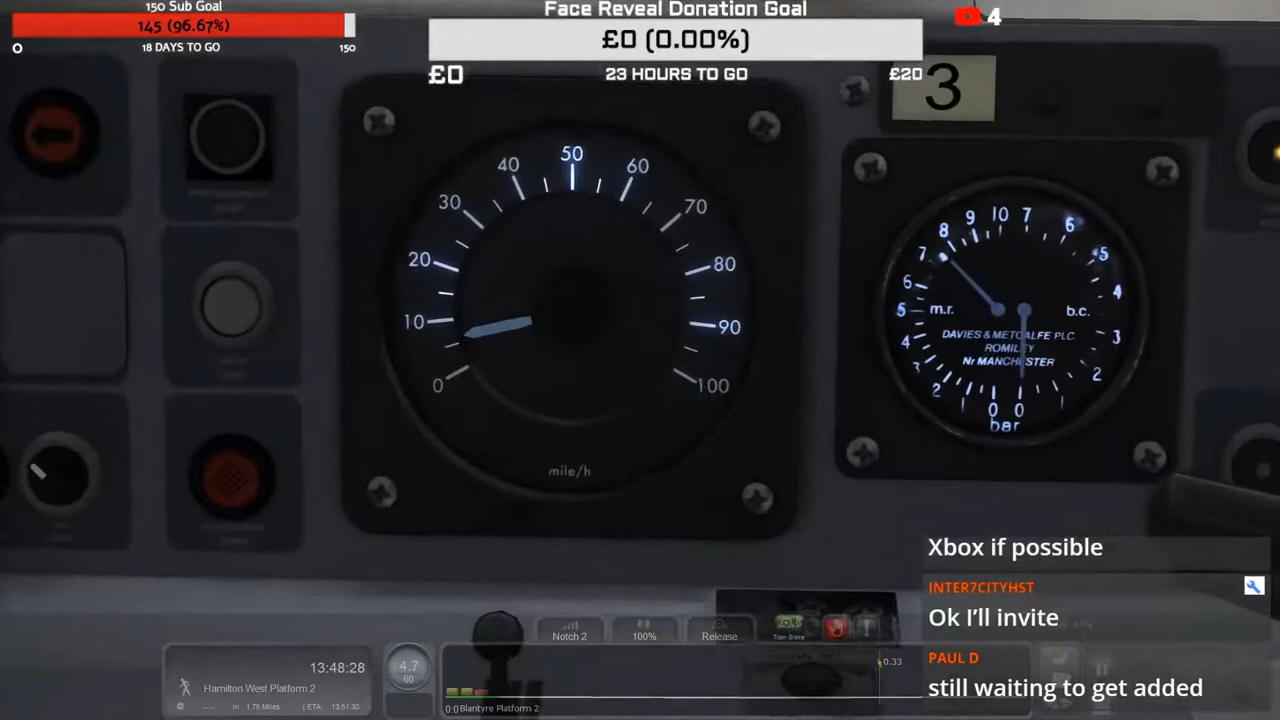 150 Sub Goal
145 (96.67%)
0
18 DAYS TO GO
150
Face Reveal Donation Goal
£0 (0.00%)
£0
23 HOURS TO GO
£20
4
3
0
10
20
30
40
50
60
70
80
90
100
mile/h
7 8 9 10 7 6 5
6 4
5 m.r. b.c.
DAVIES & METCALFE PLC
ROMILEY
Nr MANCHESTER
4 3
3 2
2
0 0
bar
Xbox if possible
INTER7CITYHST
Ok I'll invite
PAUL D
still waiting to get added
Notch 2
100%
Release
Train Brake
13:48:28
Hamilton West Platform 2
@ --:-- in 1.75 Miles ( ETA: 13:51:33
4.7
60
0.33
0:0 Blantyre Platform 2